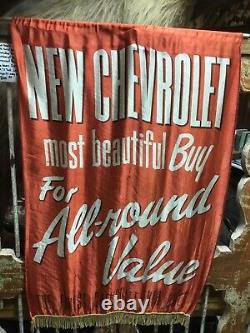 NEW CHEVROLET
most beautiful Buy
For
All-round
Value